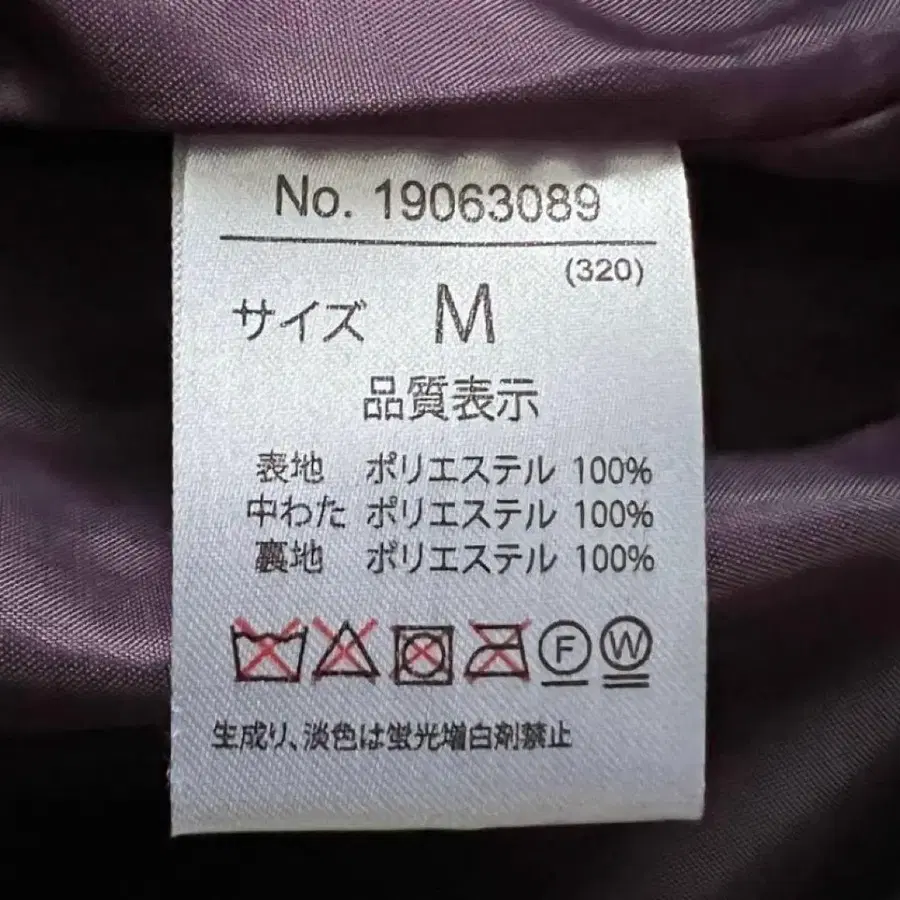 No. 19063089
(320)
サイズ M
品質表示
表地 ポリエステル 100%
中わた ポリエステル 100%
裏地 ポリエステル 100%
F W
生成り、淡色は蛍光増白剤禁止